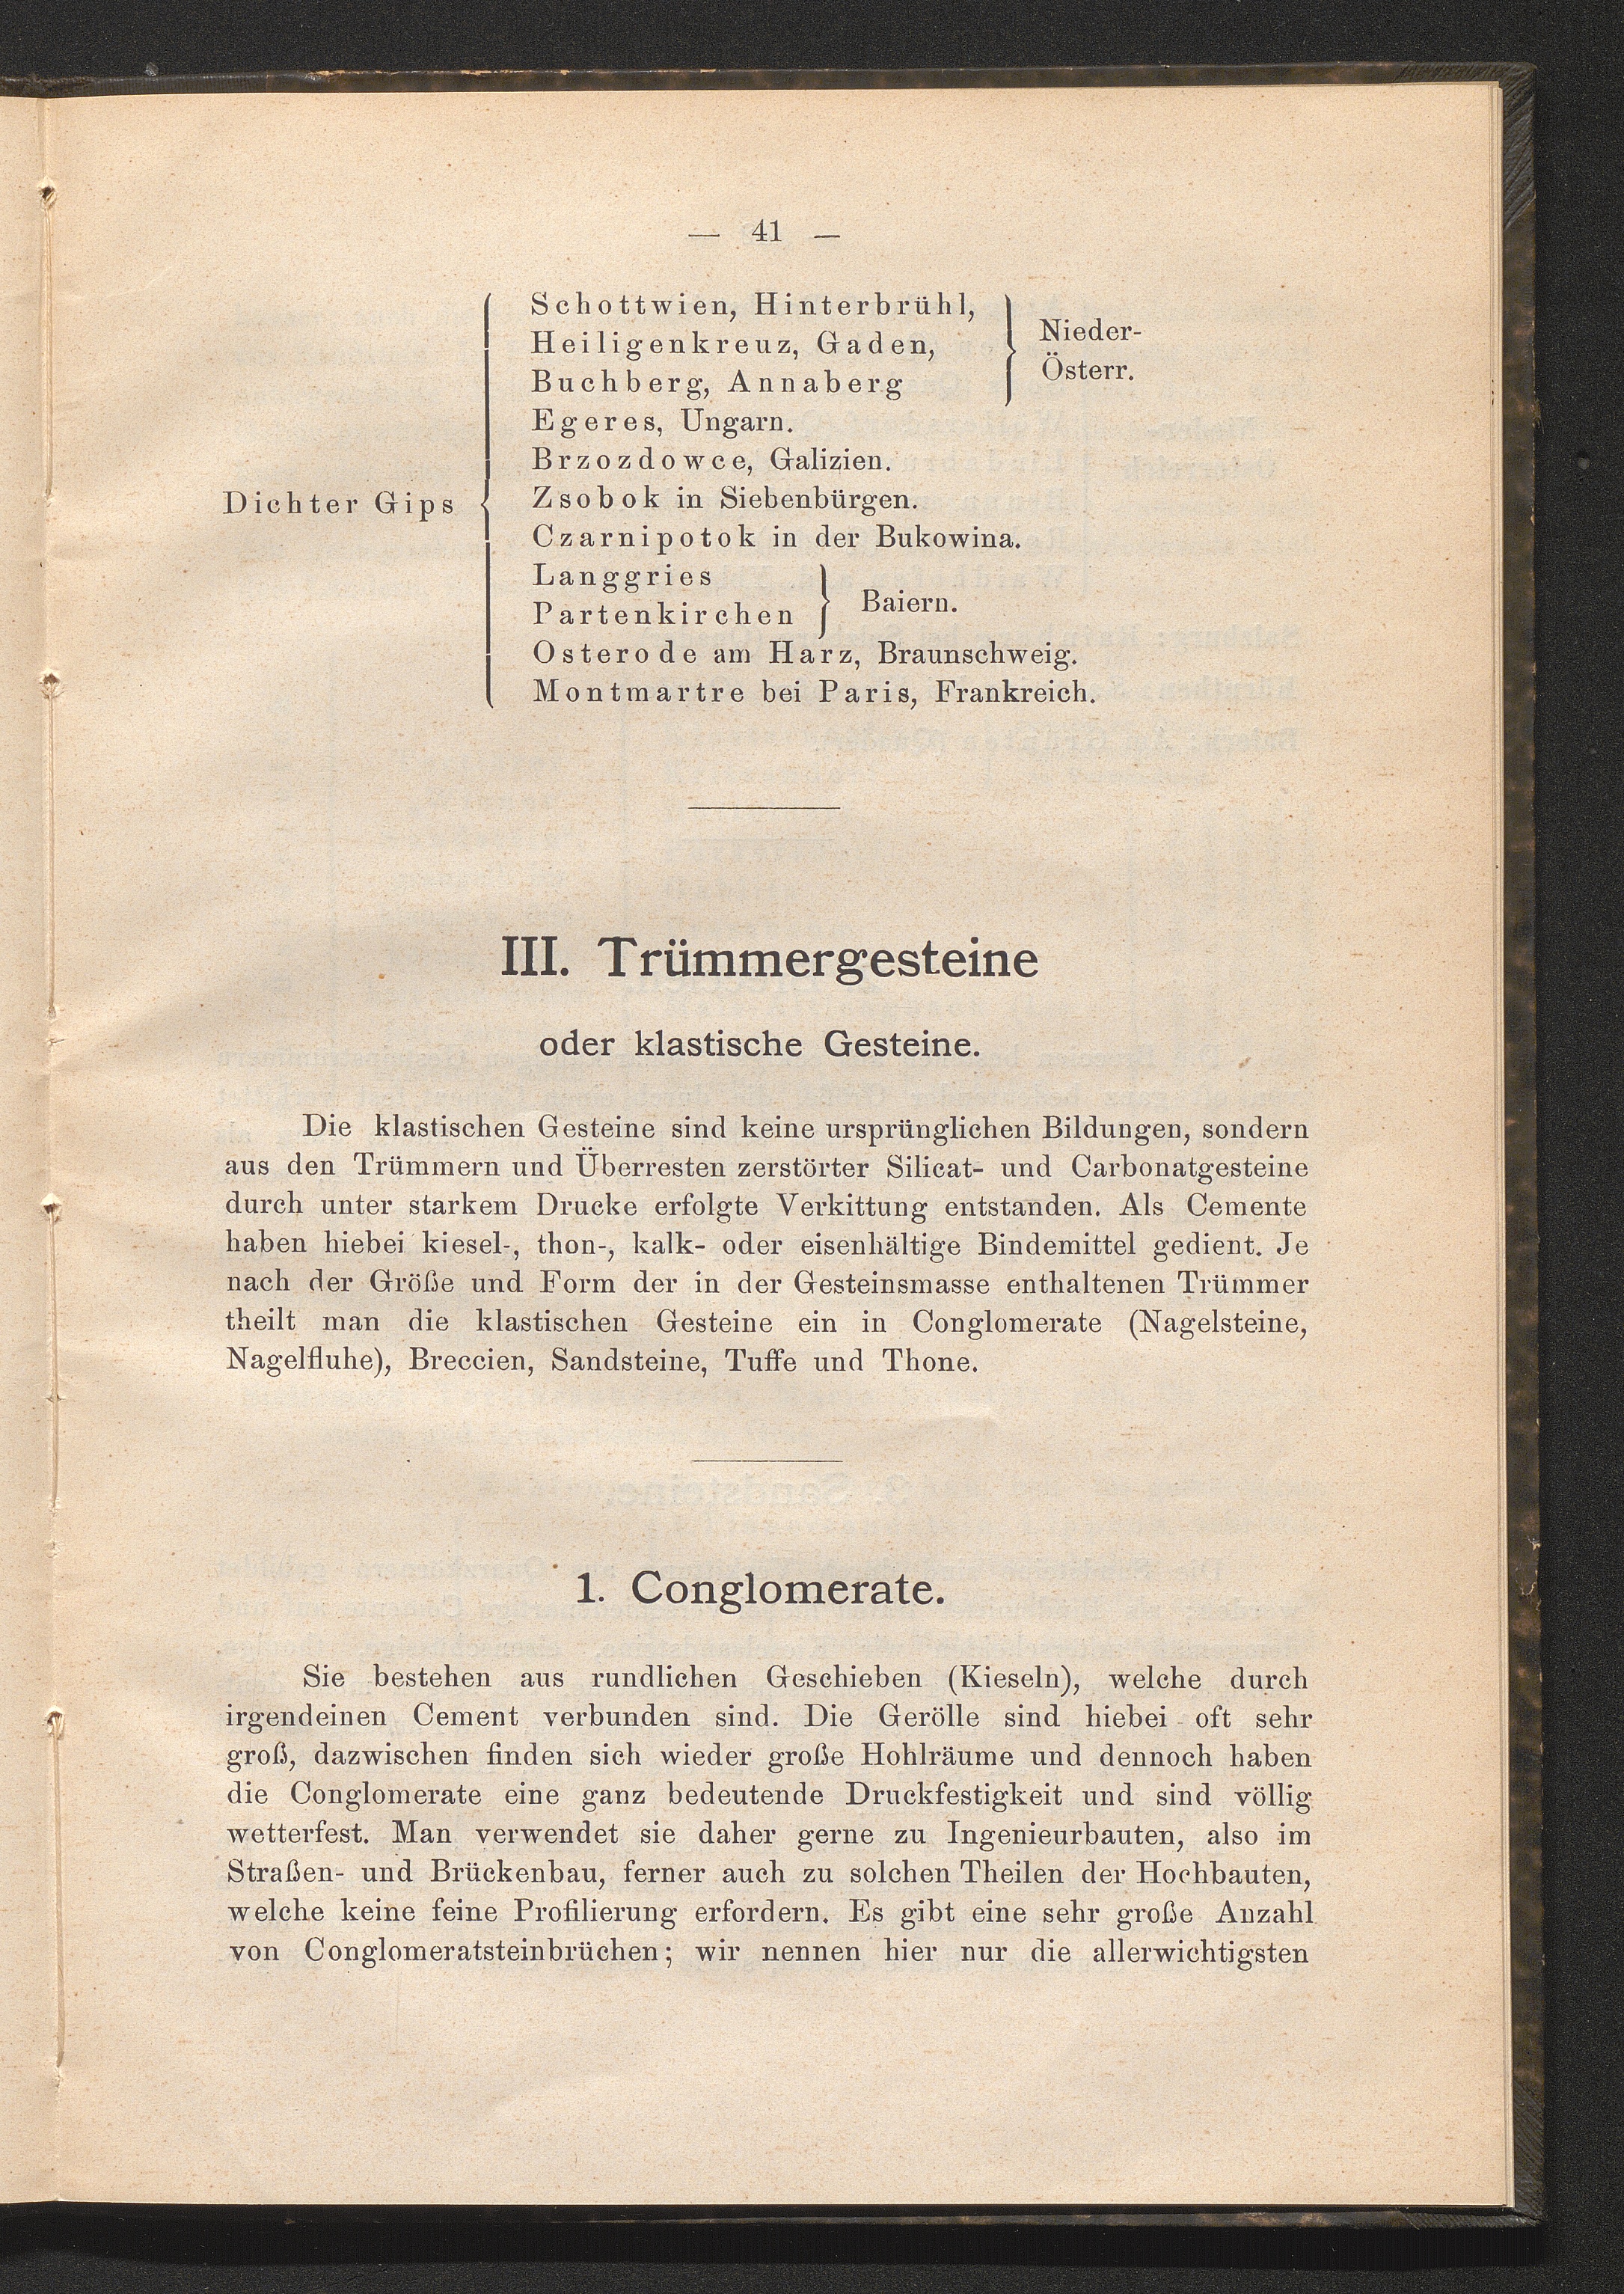 — 41 —
Schottwien, Hinterbrühl,
Heiligenkreuz, Gaden,
Buchberg, Annaberg
Nieder-
Österr.
Egeres, Ungarn.
Brzozdowce, Galizien.
Dichter Gips
Zsobok in Siebenbürgen.
Czarnipotok in der Bukowina.
Langgries
Partenkirchen
Baiern.
Osterode am Harz, Braunschweig.
Montmartre bei Paris, Frankreich.
III. Trümmergesteine
oder klastische Gesteine.
Die klastischen Gesteine sind keine ursprünglichen Bildungen, sondern
aus den Trümmern und Überresten zerstörter Silicat- und Carbonatgesteine
durch unter starkem Drucke erfolgte Verkittung entstanden. Als Cemente
haben hiebei kiesel-, thon-, kalk- oder eisenhältige Bindemittel gedient. Je
nach der Größe und Form der in der Gesteinsmasse enthaltenen Trümmer
theilt man die klastischen Gesteine ein in Conglomerate (Nagelsteine,
Nagelfluhe), Breccien, Sandsteine, Tuffe und Thone.
1. Conglomerate.
Sie bestehen aus rundlichen Geschieben (Kieseln), welche durch
irgendeinen Cement verbunden sind. Die Gerölle sind hiebei oft sehr
groß, dazwischen finden sich wieder große Hohlräume und dennoch haben
die Conglomerate eine ganz bedeutende Druckfestigkeit und sind völlig
wetterfest. Man verwendet sie daher gerne zu Ingenieurbauten, also im
Straßen- und Brückenbau, ferner auch zu solchen Theilen der Hochbauten,
welche keine feine Profilierung erfordern. Es gibt eine sehr große Anzahl
von Conglomeratsteinbrüchen; wir nennen hier nur die allerwichtigsten